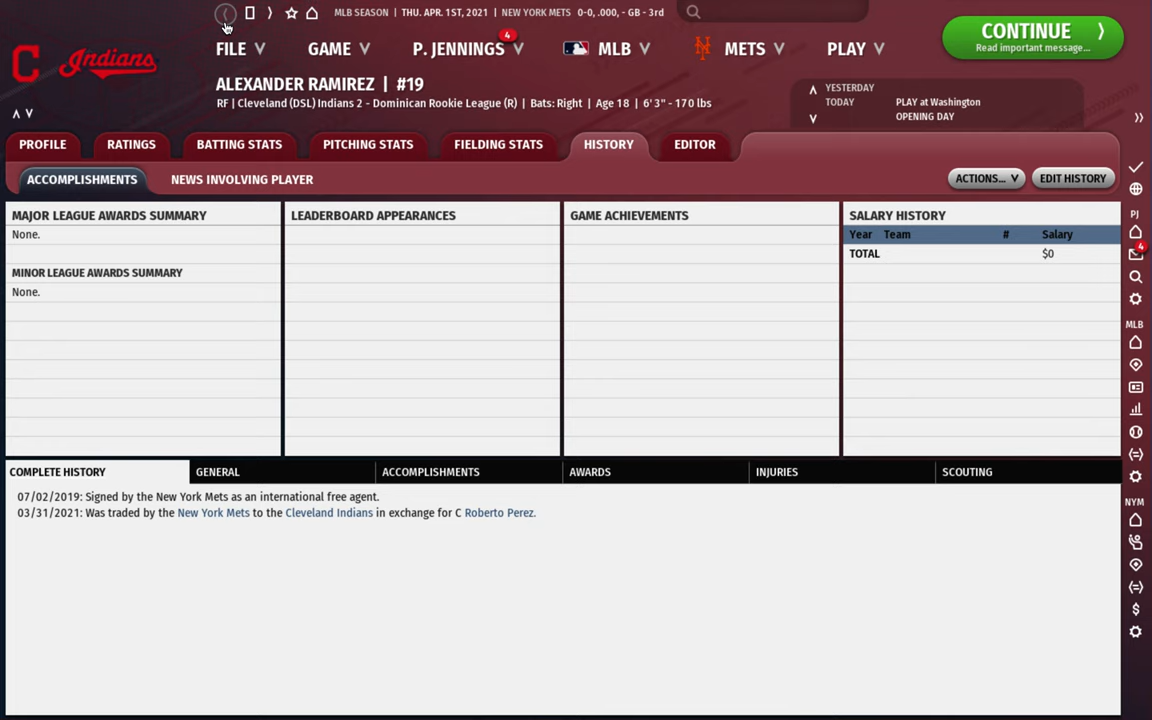 MLB SEASON | THU. APR. 1ST, 2021 | NEW YORK METS 0-0, .000, - GB - 3rd
FILE GAME P. JENNINGS 4 MLB METS PLAY
CONTINUE
Read important message...
C Indians
ALEXANDER RAMIREZ | #19
RF | Cleveland (DSL) Indians 2 - Dominican Rookie League (R) | Bats: Right | Age 18 | 6'3" - 170 lbs
YESTERDAY
TODAY PLAY at Washington
OPENING DAY
PROFILE RATINGS BATTING STATS PITCHING STATS FIELDING STATS HISTORY EDITOR
ACCOMPLISHMENTS NEWS INVOLVING PLAYER ACTIONS... EDIT HISTORY
MAJOR LEAGUE AWARDS SUMMARY LEADERBOARD APPEARANCES GAME ACHIEVEMENTS SALARY HISTORY
None. Year Team # Salary
TOTAL $0
MINOR LEAGUE AWARDS SUMMARY
None.
COMPLETE HISTORY GENERAL ACCOMPLISHMENTS AWARDS INJURIES SCOUTING
07/02/2019: Signed by the New York Mets as an international free agent.
03/31/2021: Was traded by the New York Mets to the Cleveland Indians in exchange for C Roberto Perez.
PJ
4
MLB
NYM
$